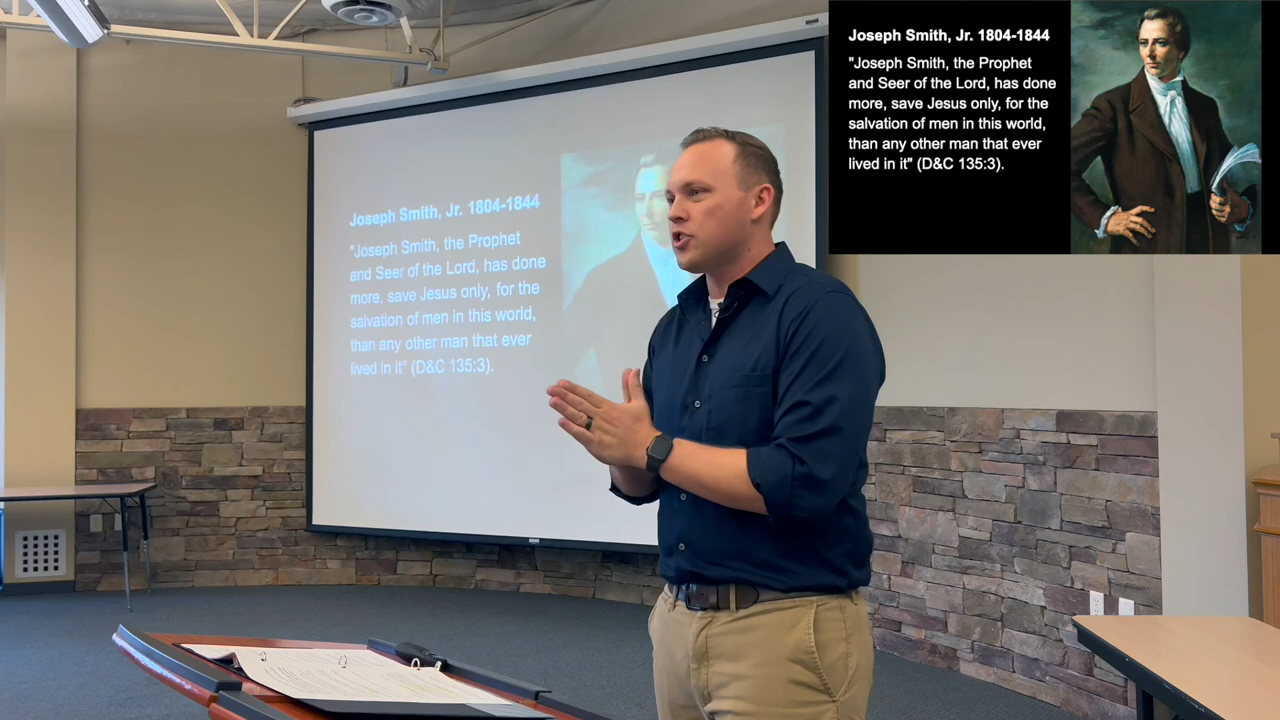 Joseph Smith, Jr. 1804-1844
"Joseph Smith, the Prophet
and Seer of the Lord, has done
more, save Jesus only, for the
salvation of men in this world,
than any other man that ever
lived in it" (D&C 135:3).
Joseph Smith, Jr. 1804-1844
"Joseph Smith, the Prophet
and Seer of the Lord, has done
more, save Jesus only, for the
salvation of men in this world,
than any other man that ever
lived in it" (D&C 135:3).